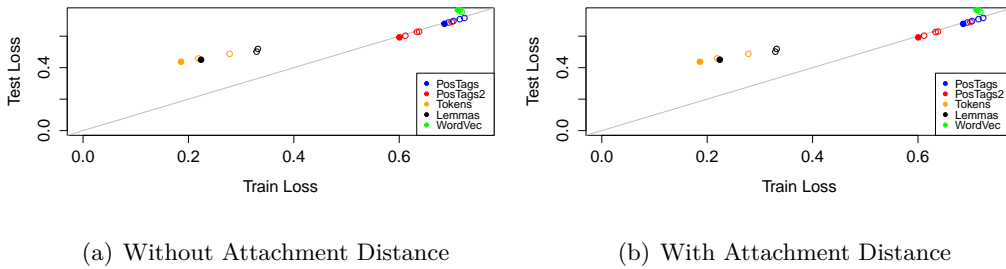 Test Loss
0.0
0.4
0.0
0.2
0.4
0.6
Train Loss
PosTags
PosTags2
Tokens
Lemmas
WordVec
(a) Without Attachment Distance
Test Loss
0.0
0.4
0.0
0.2
0.4
0.6
Train Loss
PosTags
PosTags2
Tokens
Lemmas
WordVec
(b) With Attachment Distance